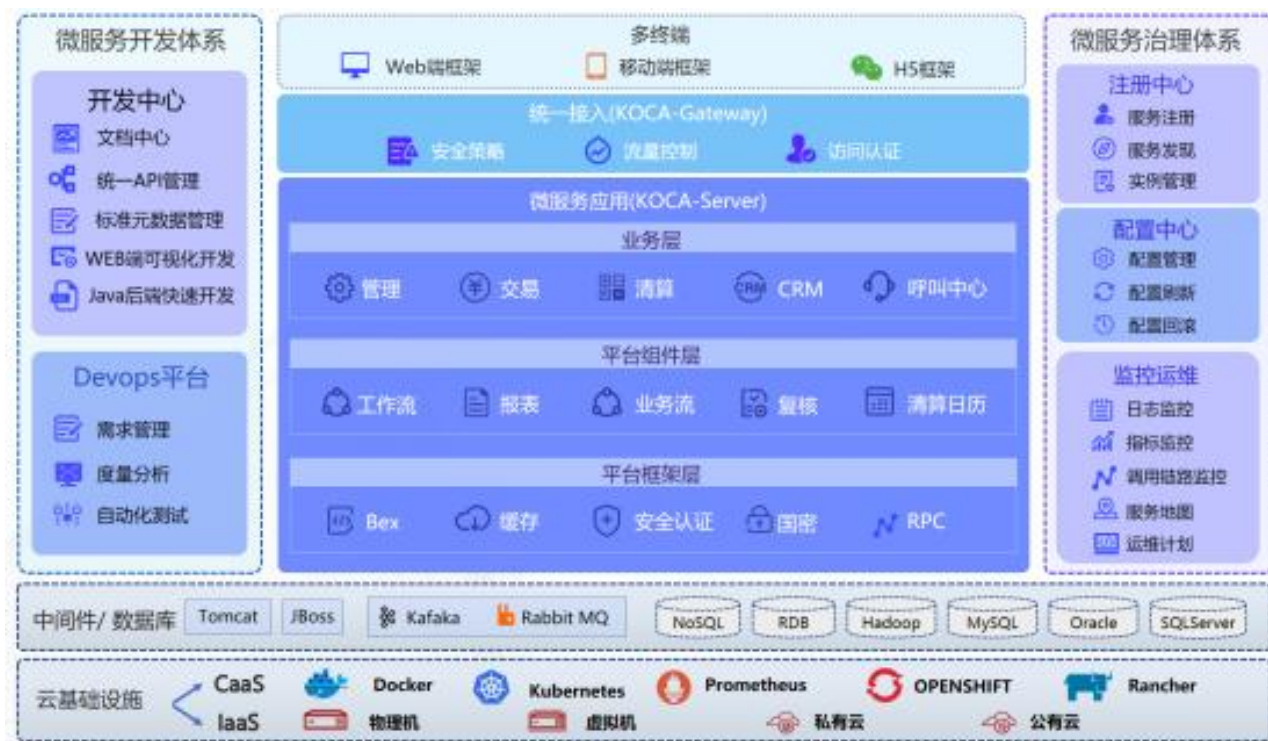 微服务开发体系
开发中心
文档中心
统一API管理
标准元数据管理
WEB端可视化开发
Java后端快速开发
Devops平台
需求管理
度量分析
自动化测试
多终端
Web端框架 移动端框架 H5框架
统一接入(KOCA-Gateway)
安全策略 流量控制 访问认证
微服务应用(KOCA-Server)
业务层
管理 交易 清算 CRM CRM 呼叫中心
平台组件层
工作流 报表 业务流 复核 清算日历
平台框架层
Bex 缓存 安全认证 国密 RPC
微服务治理体系
注册中心
服务注册
服务发现
实例管理
配置中心
配置管理
配置刷新
配置回滚
监控运维
日志监控
指标监控
调用链路监控
服务地图
运维计划
中间件/ 数据库 Tomcat JBoss Kafaka Rabbit MQ NoSQL RDB Hadoop MySQL Oracle SQLServer
云基础设施
CaaS Docker Kubernetes Prometheus OPENSHIFT Rancher
IaaS 物理机 虚拟机 私有云 公有云